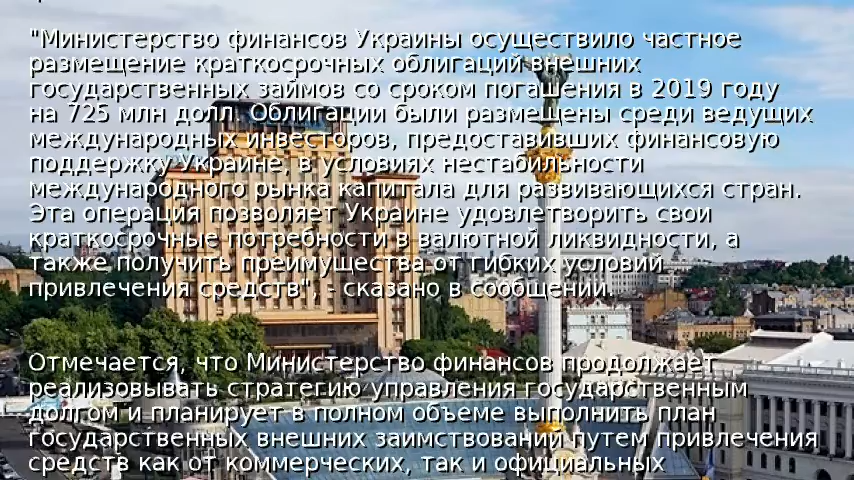 "Министерство финансов Украины осуществило частное
размещение краткосрочных облигаций внешних
государственных займов со сроком погашения в 2019 году
на 725 млн долл. Облигации были размещены среди ведущих
международных инвесторов, предоставивших финансовую
поддержку Украине, в условиях нестабильности
международного рынка капитала для развивающихся стран.
Эта операция позволяет Украине удовлетворить свои
краткосрочные потребности в валютной ликвидности, а
также получить преимущества от гибких условий
привлечения средств", - сказано в сообщении.
Отмечается, что Министерство финансов продолжает
реализовывать стратегию управления государственным
долгом и планирует в полном объеме выполнить план
государственных внешних заимствований путем привлечения
средств как от коммерческих, так и официальных